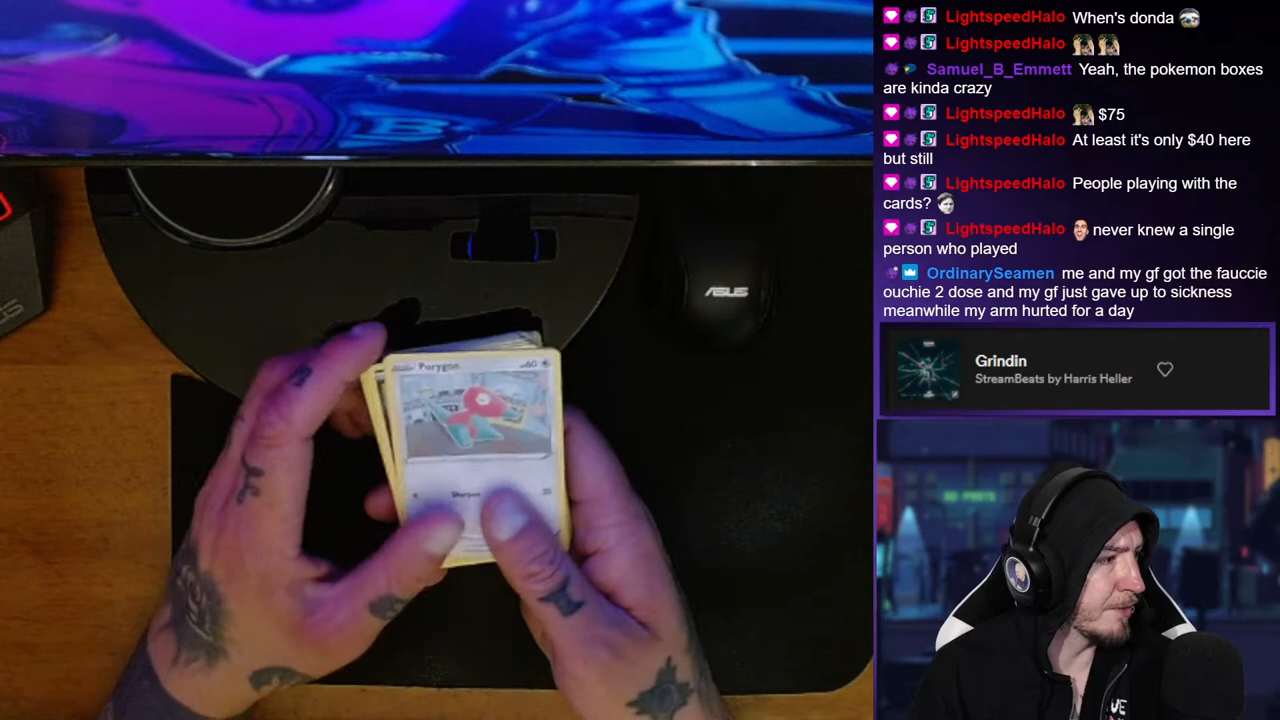 LightspeedHalo When's donda
LightspeedHalo
Samuel_B_Emmett Yeah, the pokemon boxes
are kinda crazy
LightspeedHalo $75
LightspeedHalo At least it's only $40 here
but still
LightspeedHalo People playing with the
cards?
LightspeedHalo never knew a single
person who played
OrdinarySeamen me and my gf got the fauccie
ouchie 2 dose and my gf just gave up to sickness
meanwhile my arm hurted for a day
Grindin
StreamBeats by Harris Heller
ASUS
Porygon 60
Sharpen 20